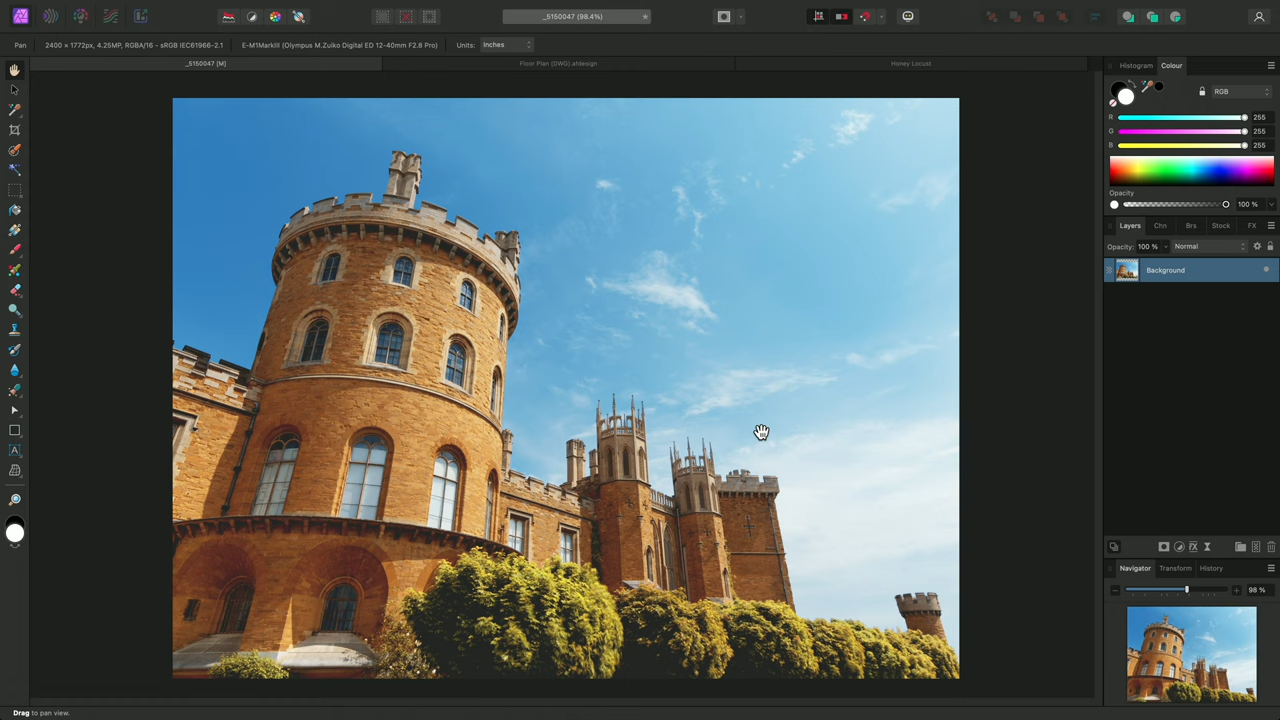 _5150047 (98.4%)
Pan
2400 × 1772px, 4.25MP, RGBA/16 - sRGB IEC61966-2.1
E-M1MarkIII (Olympus M.Zuiko Digital ED 12-40mm F2.8 Pro)
Units:
Inches
_5150047 [M]
Floor Plan (DWG).afdesign
Honey Locust
Histogram
Colour
RGB
R
255
G
255
B
255
Opacity
100 %
Layers
Chn
Brs
Stock
FX
Opacity:
100 %
Normal
Background
Navigator
Transform
History
98 %
Drag to pan view.